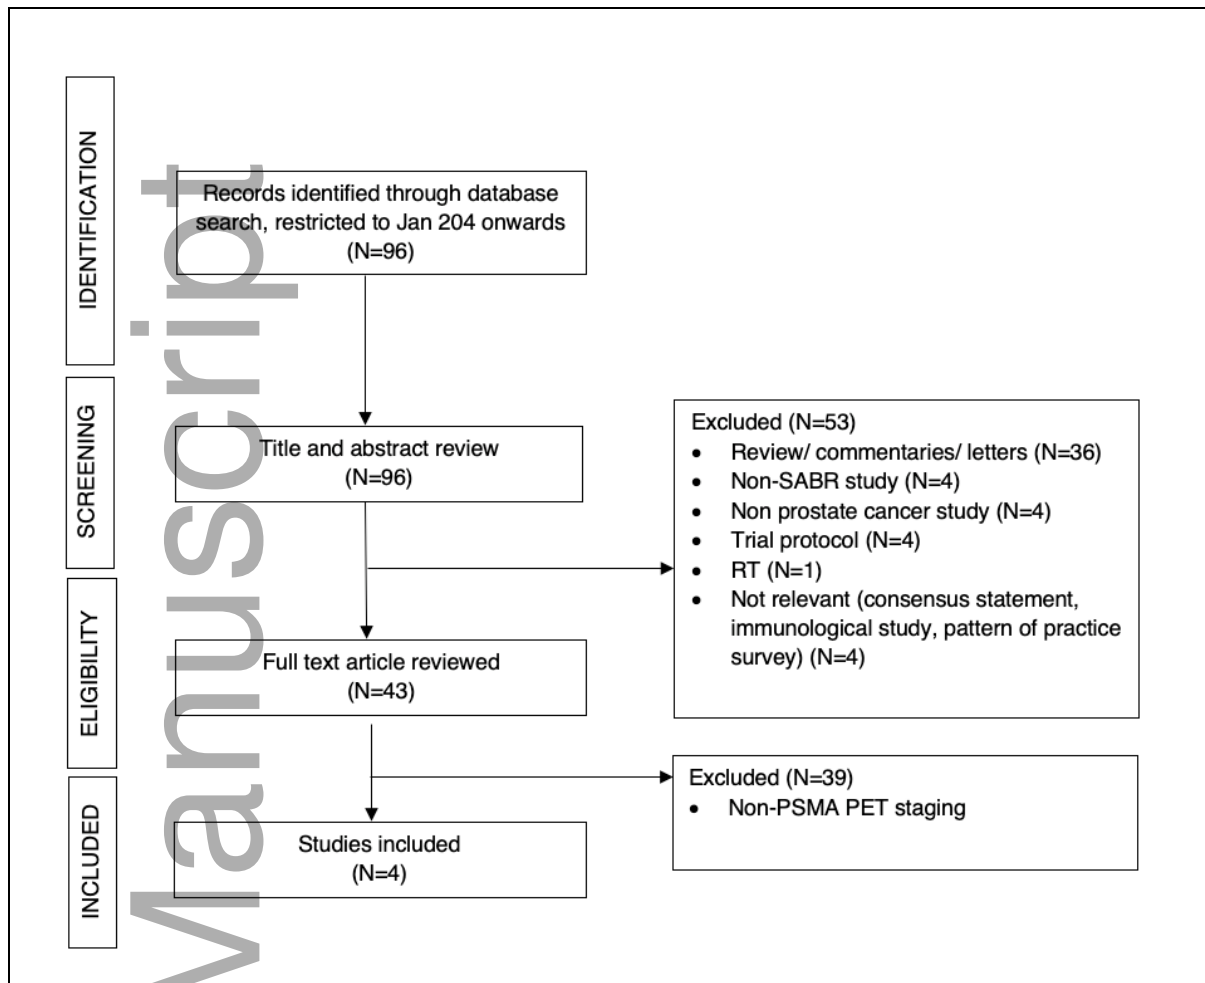 IDENTIFICATION
Records identified through database
search, restricted to Jan 204 onwards
(N=96)
SCREENING
Title and abstract review
(N=96)
Excluded (N=53)
• Review/ commentaries/ letters (N=36)
• Non-SABR study (N=4)
• Non prostate cancer study (N=4)
• Trial protocol (N=4)
• RT (N=1)
• Not relevant (consensus statement,
immunological study, pattern of practice
survey) (N=4)
ELIGIBILITY
Full text article reviewed
(N=43)
Excluded (N=39)
• Non-PSMA PET staging
INCLUDED
Studies included
(N=4)
Manuscript